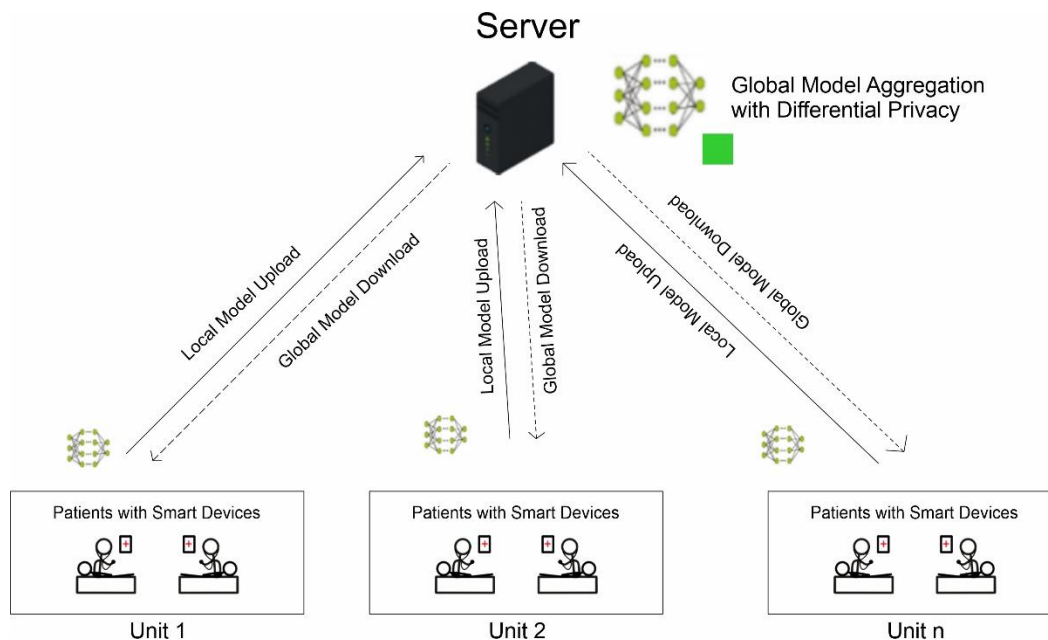 Server
Global Model Aggregation
with Differential Privacy
Local Model Upload
Global Model Download
Local Model Upload
Global Model Download
Local Model Upload
Global Model Download
Patients with Smart Devices
Patients with Smart Devices
Patients with Smart Devices
Unit 1
Unit 2
Unit n